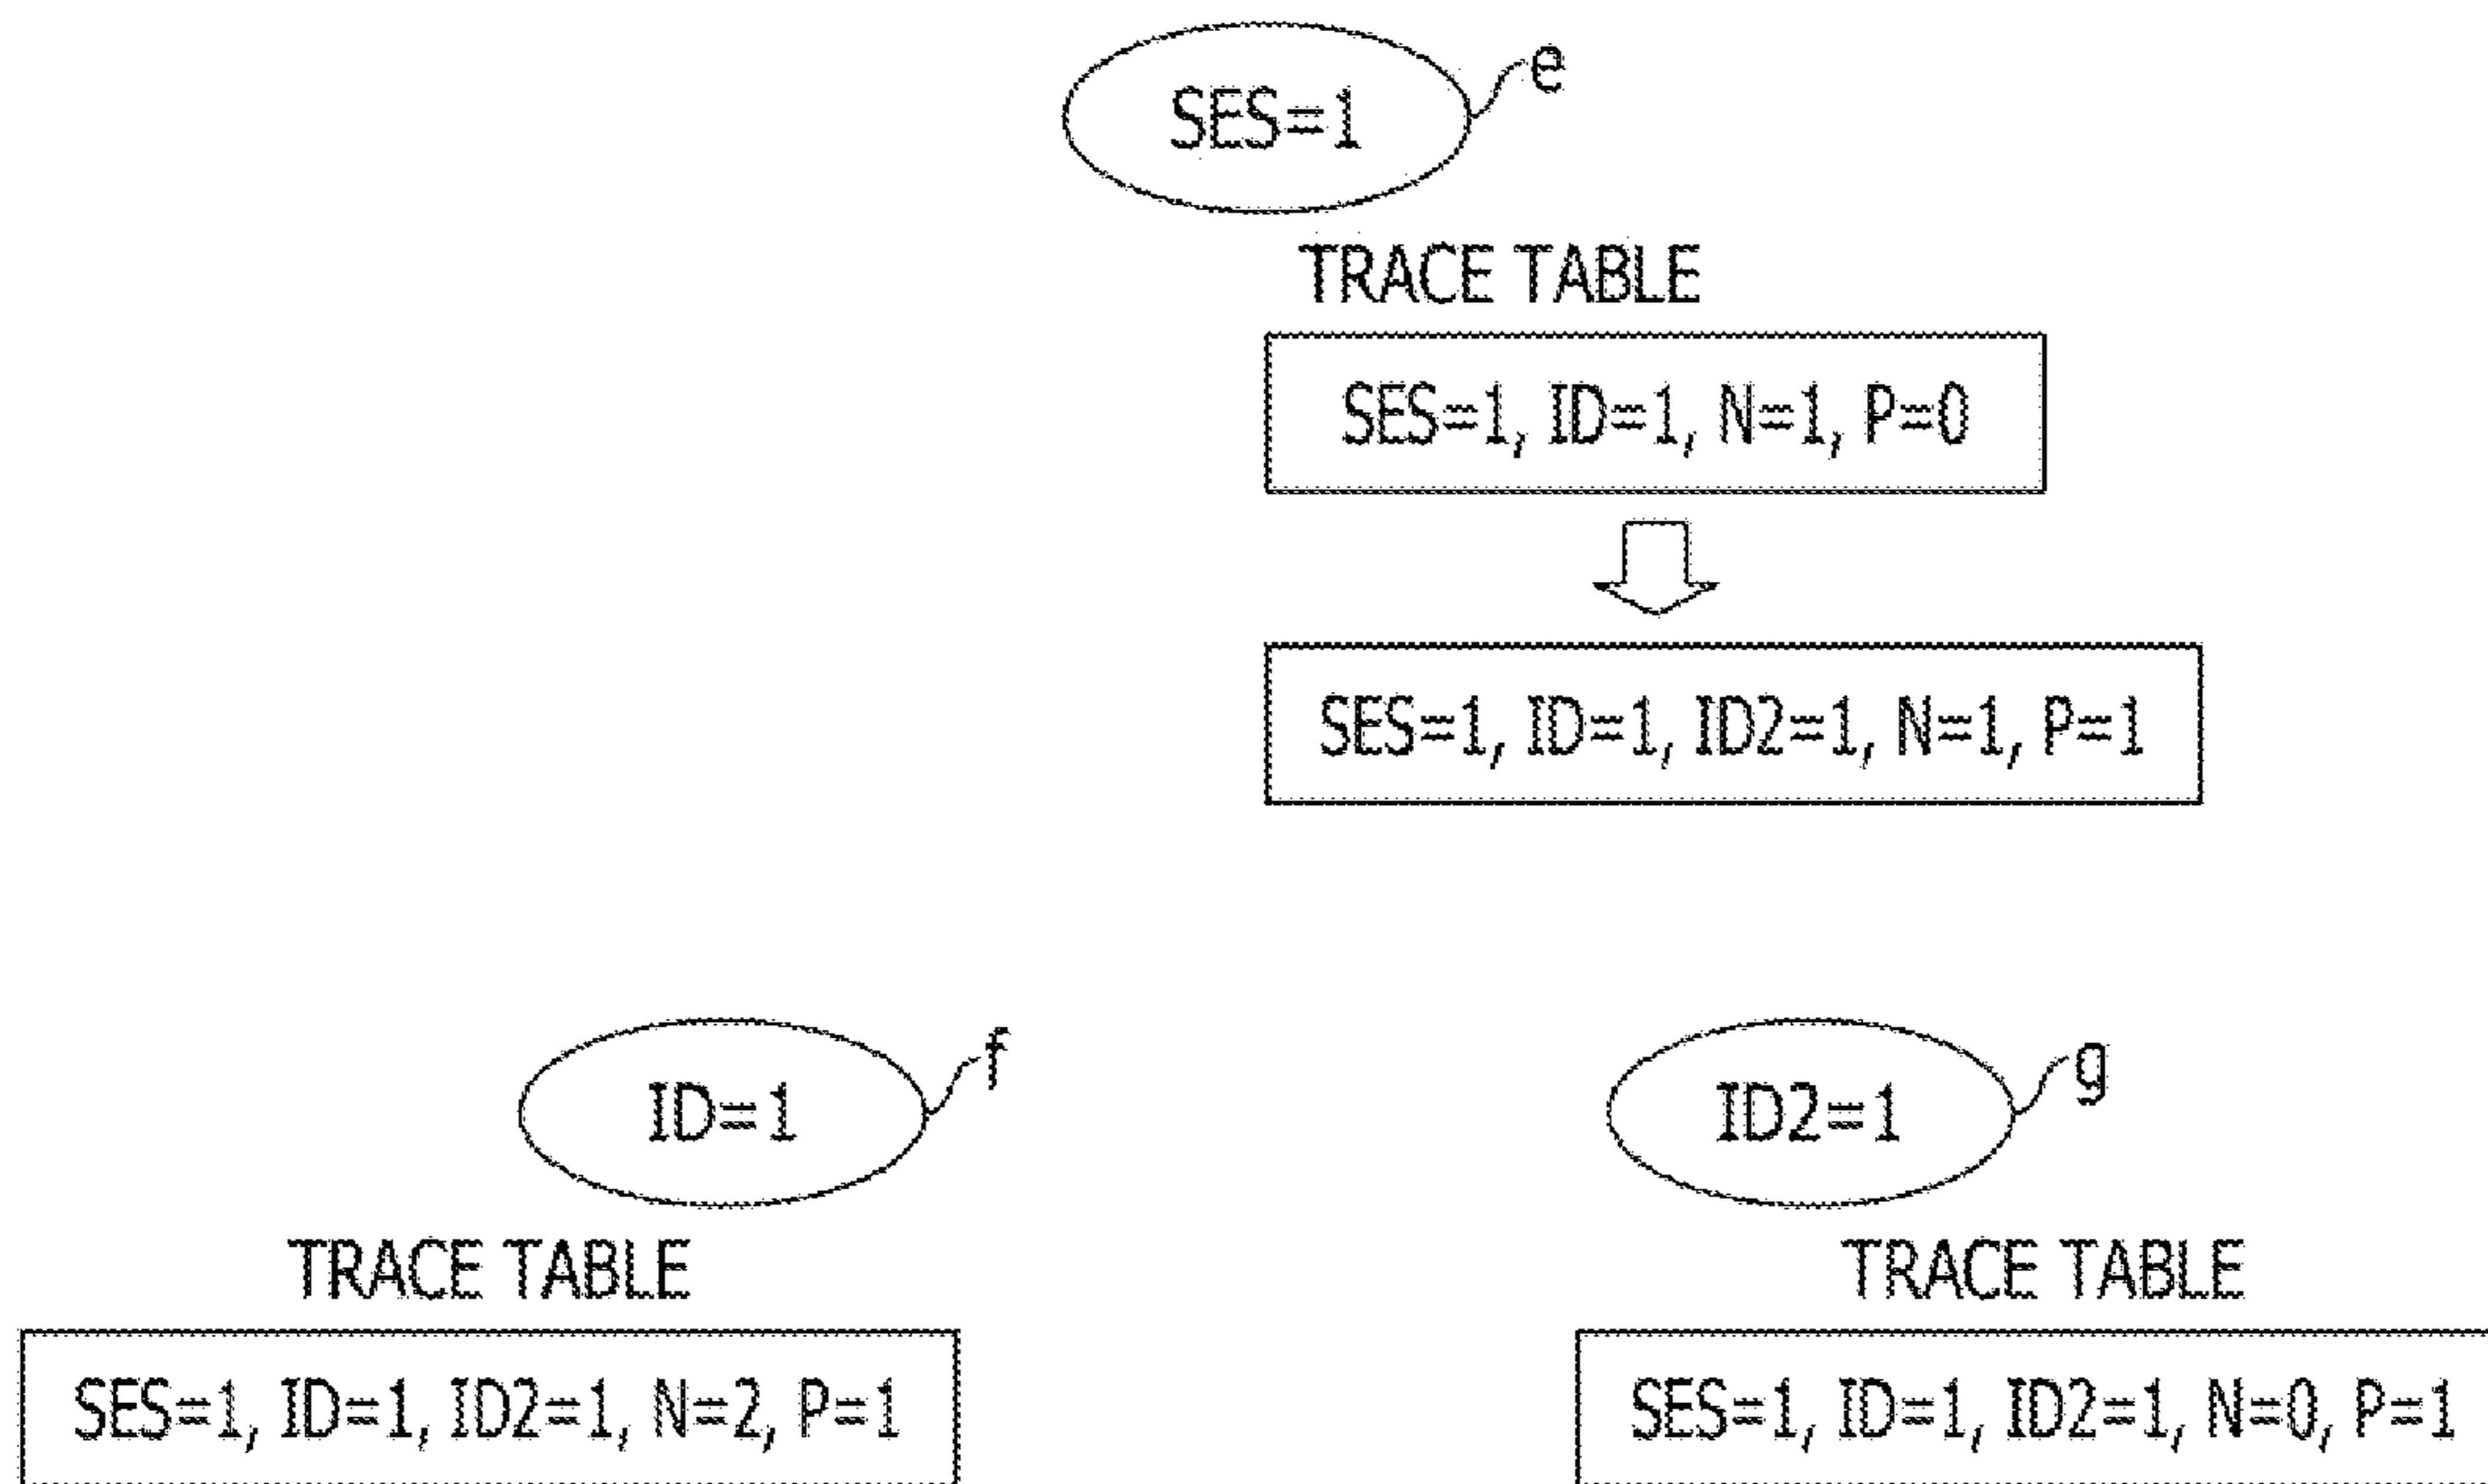 SES=1
e
TRACE TABLE
SES=1, ID=1, N=1, P=0
SES=1, ID=1, ID2=1, N=1, P=1
ID=1
f
ID2=1
g
TRACE TABLE
TRACE TABLE
SES=1, ID=1, ID2=1, N=2, P=1
SES=1, ID=1, ID2=1, N=0, P=1